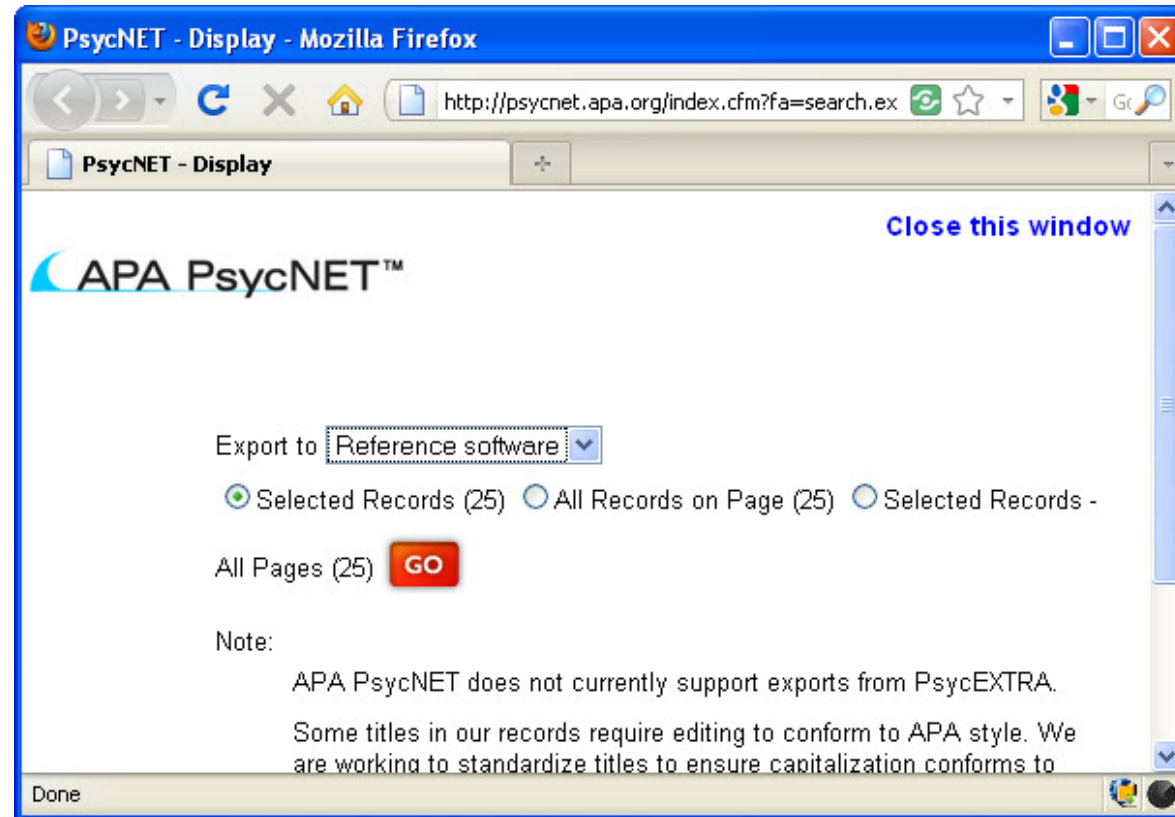 PsycNET - Display - Mozilla Firefox
http://psycnet.apa.org/index.cfm?fa=search.ex
PsycNET - Display
Close this window
APA PsycNET™
Export to Reference software
Selected Records (25) All Records on Page (25) Selected Records -
All Pages (25) GO
Note:
APA PsycNET does not currently support exports from PsycEXTRA.
Some titles in our records require editing to conform to APA style. We
are working to standardize titles to ensure capitalization conforms to
Done